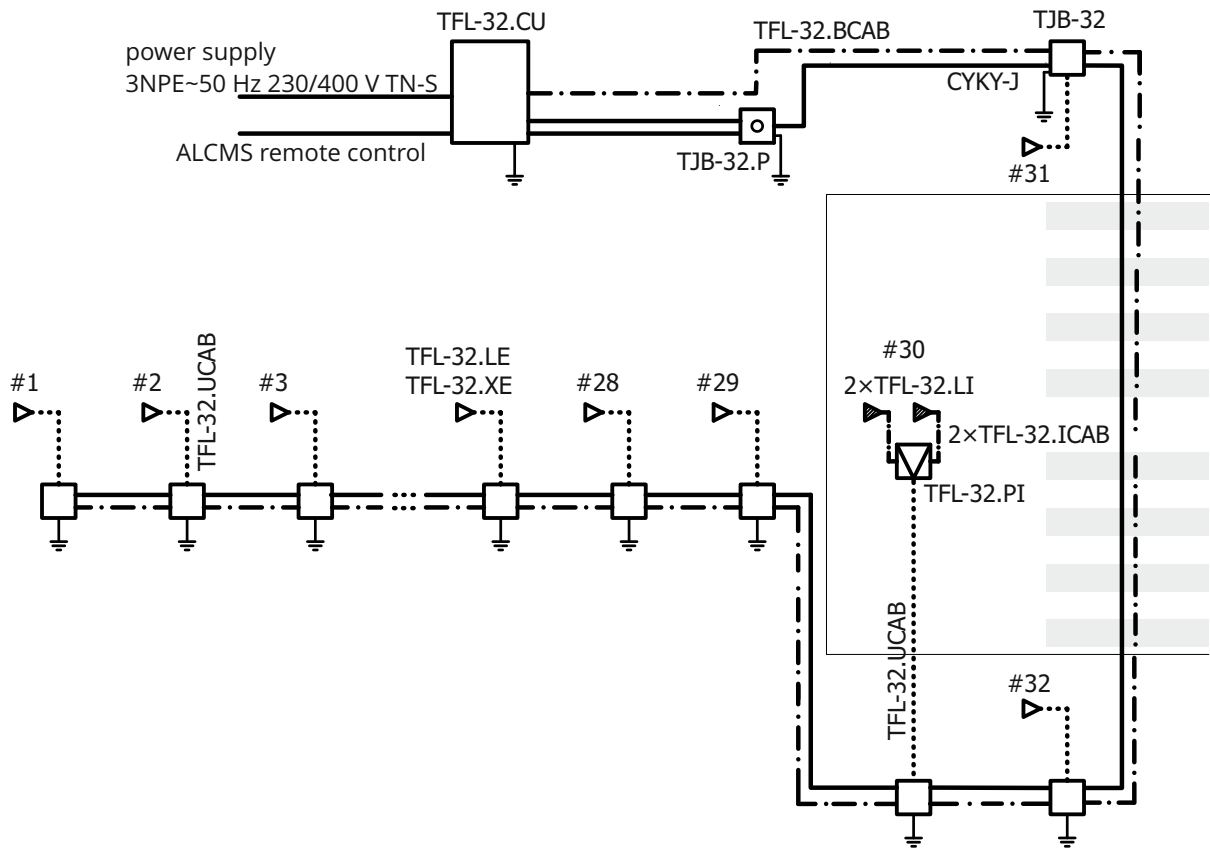 TFL-32.CU
TFL-32.BCAB
TJB-32
power supply
3NPE~50 Hz 230/400 V TN-S
CYKY-J
ALCMS remote control
TJB-32.P
#31
#1
#2
TFL-32.UCAB
#3
TFL-32.LE
TFL-32.XE
#28
#29
#30
2×TFL-32.LI
2×TFL-32.ICAB
TFL-32.PI
TFL-32.UCAB
#32